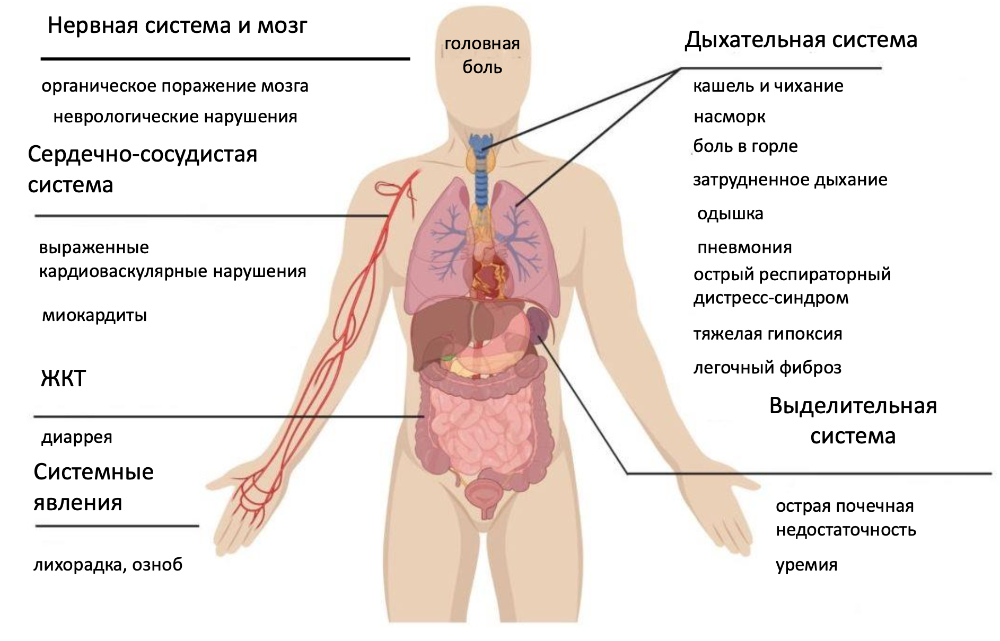 Нервная система и мозг
органическое поражение мозга
неврологические нарушения
Сердечно-сосудистая
система
выраженные
кардиоваскулярные нарушения
миокардиты
ЖКТ
диаррея
Системные
явления
лихорадка, озноб
головная
боль
Дыхательная система
кашель и чихание
насморк
боль в горле
затрудненное дыхание
одышка
пневмония
острый респираторный
дистресс-синдром
тяжелая гипоксия
легочный фиброз
Выделительная
система
острая почечная
недостаточность
уремия